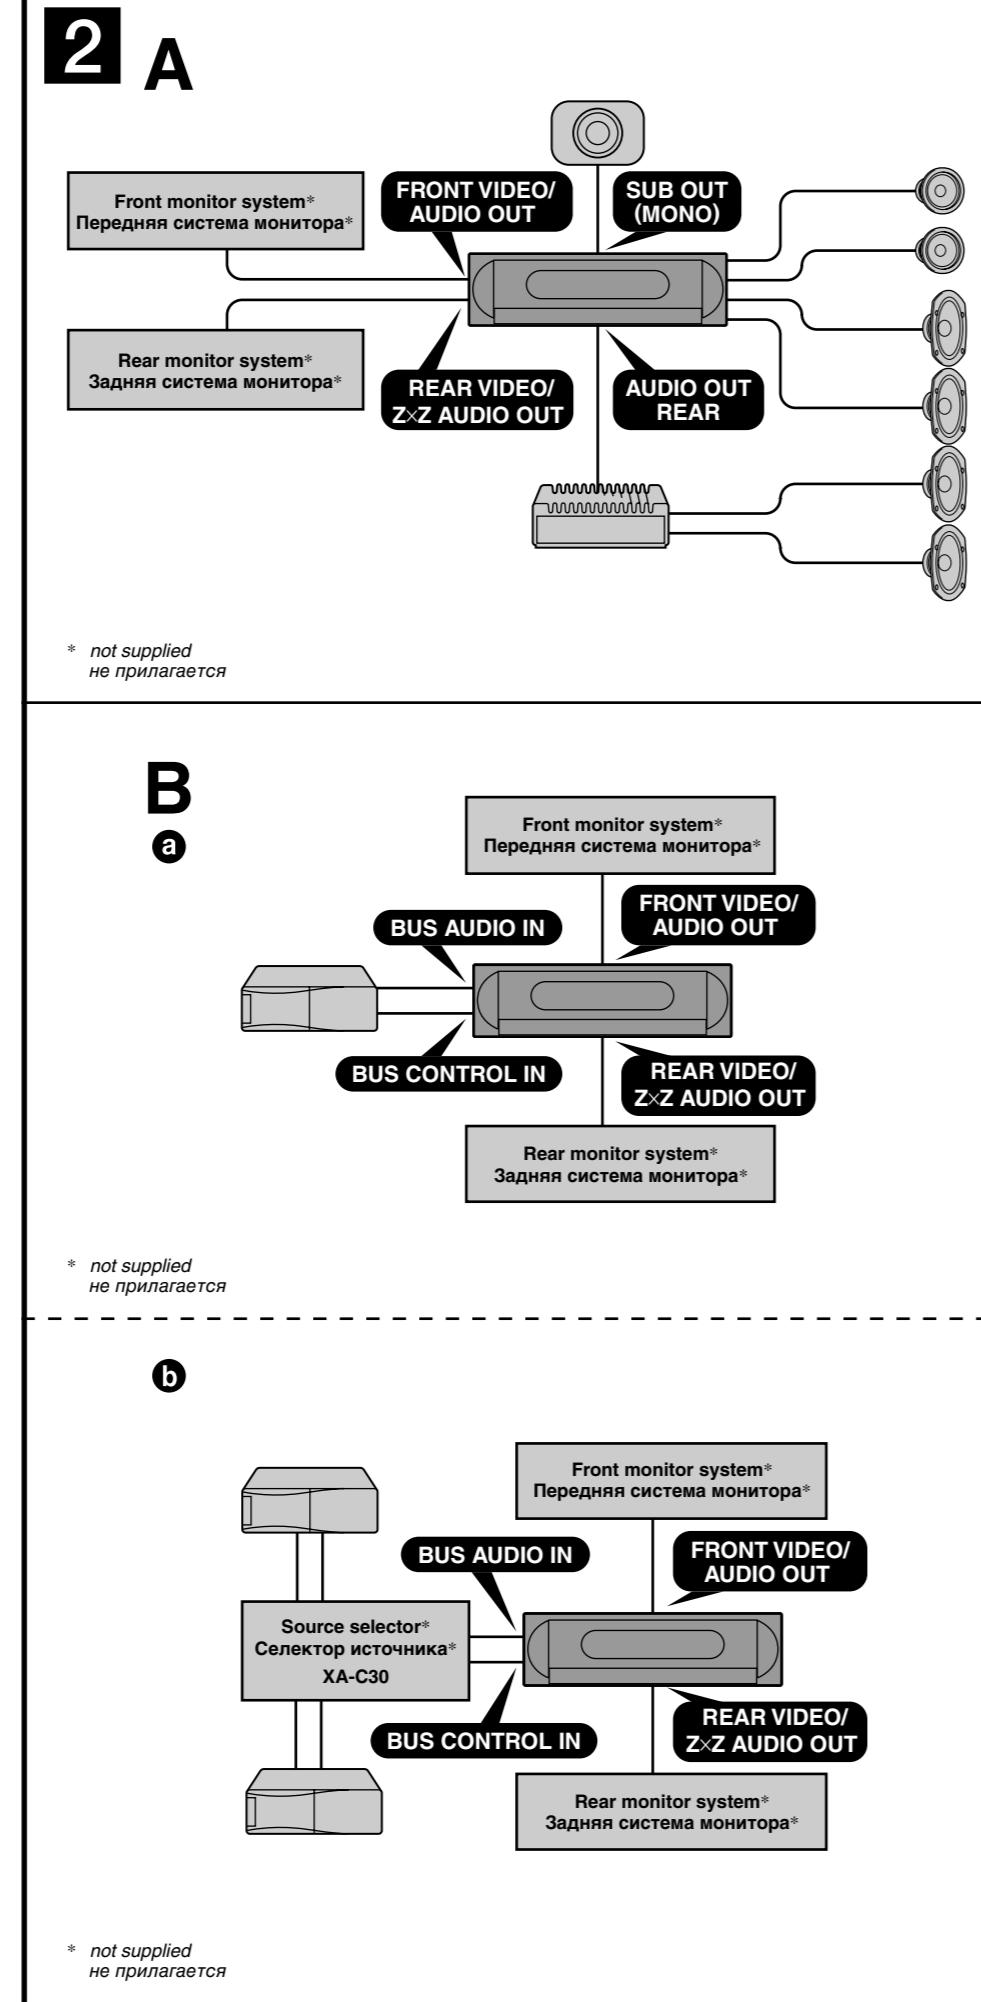 2 A
Front monitor system*
Передняя система монитора*
FRONT VIDEO/
AUDIO OUT
SUB OUT
(MONO)
Rear monitor system*
Задняя система монитора*
REAR VIDEO/
Z×Z AUDIO OUT
AUDIO OUT
REAR
* not supplied
не прилагается
B
a
Front monitor system*
Передняя система монитора*
FRONT VIDEO/
AUDIO OUT
BUS AUDIO IN
BUS CONTROL IN
REAR VIDEO/
Z×Z AUDIO OUT
Rear monitor system*
Задняя система монитора*
* not supplied
не прилагается
b
Front monitor system*
Передняя система монитора*
BUS AUDIO IN
FRONT VIDEO/
AUDIO OUT
Source selector*
Селектор источника*
XA-C30
BUS CONTROL IN
REAR VIDEO/
Z×Z AUDIO OUT
Rear monitor system*
Задняя система монитора*
* not supplied
не прилагается